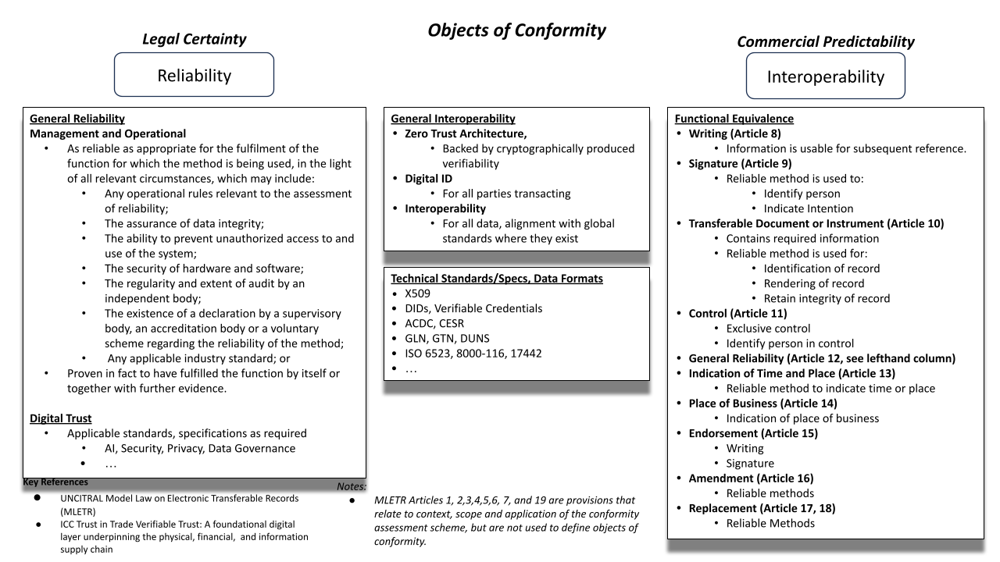 Objects of Conformity
Legal Certainty
Reliability
Commercial Predictability
Interoperability
General Reliability
Management and Operational
• As reliable as appropriate for the fulfilment of the
function for which the method is being used, in the light
of all relevant circumstances, which may include:
• Any operational rules relevant to the assessment
of reliability;
• The assurance of data integrity;
• The ability to prevent unauthorized access to and
use of the system;
• The security of hardware and software;
• The regularity and extent of audit by an
independent body;
• The existence of a declaration by a supervisory
body, an accreditation body or a voluntary
scheme regarding the reliability of the method;
• Any applicable industry standard; or
• Proven in fact to have fulfilled the function by itself or
together with further evidence.
Digital Trust
• Applicable standards, specifications as required
• AI, Security, Privacy, Data Governance
• …
Key References
● UNCITRAL Model Law on Electronic Transferable Records
(MLETR)
● ICC Trust in Trade Verifiable Trust: A foundational digital
layer underpinning the physical, financial, and information
supply chain
General Interoperability
• Zero Trust Architecture,
• Backed by cryptographically produced
verifiability
• Digital ID
• For all parties transacting
• Interoperability
• For all data, alignment with global
standards where they exist
Technical Standards/Specs, Data Formats
• X509
• DIDs, Verifiable Credentials
• ACDC, CESR
• GLN, GTN, DUNS
• ISO 6523, 8000-116, 17442
• …
Notes:
● MLETR Articles 1, 2,3,4,5,6, 7, and 19 are provisions that
relate to context, scope and application of the conformity
assessment scheme, but are not used to define objects of
conformity.
Functional Equivalence
• Writing (Article 8)
• Information is usable for subsequent reference.
• Signature (Article 9)
• Reliable method is used to:
• Identify person
• Indicate Intention
• Transferable Document or Instrument (Article 10)
• Contains required information
• Reliable method is used for:
• Identification of record
• Rendering of record
• Retain integrity of record
• Control (Article 11)
• Exclusive control
• Identify person in control
• General Reliability (Article 12, see lefthand column)
• Indication of Time and Place (Article 13)
• Reliable method to indicate time or place
• Place of Business (Article 14)
• Indication of place of business
• Endorsement (Article 15)
• Writing
• Signature
• Amendment (Article 16)
• Reliable methods
• Replacement (Article 17, 18)
• Reliable Methods